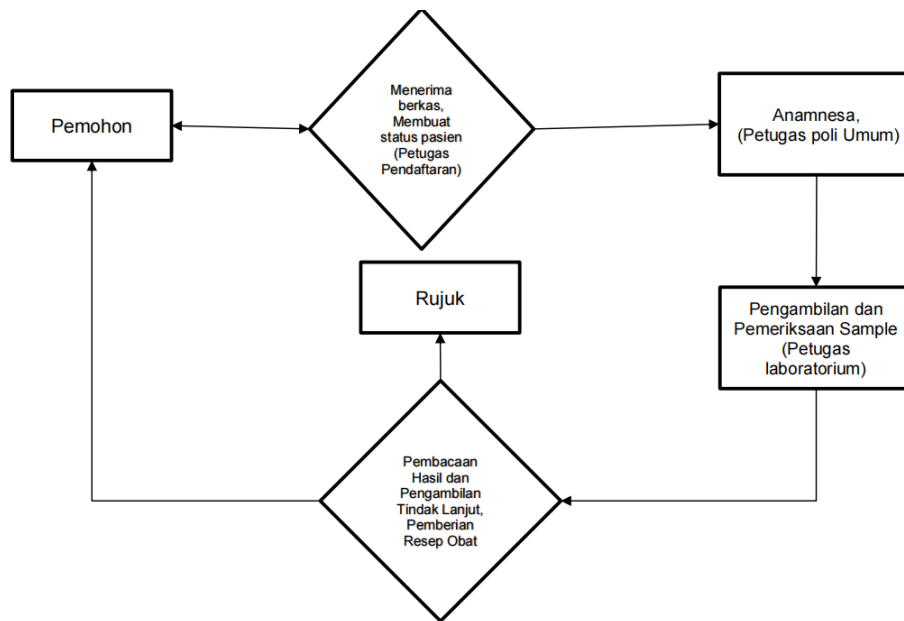 Pemohon
Menerima
berkas,
Membuat
status pasien
(Petugas
Pendaftaran)
Anamnesa,
(Petugas poli Umum)
Rujuk
Pengambilan dan
Pemeriksaan Sample
(Petugas
laboratorium)
Pembacaan
Hasil dan
Pengambilan
Tindak Lanjut,
Pemberian
Resep Obat